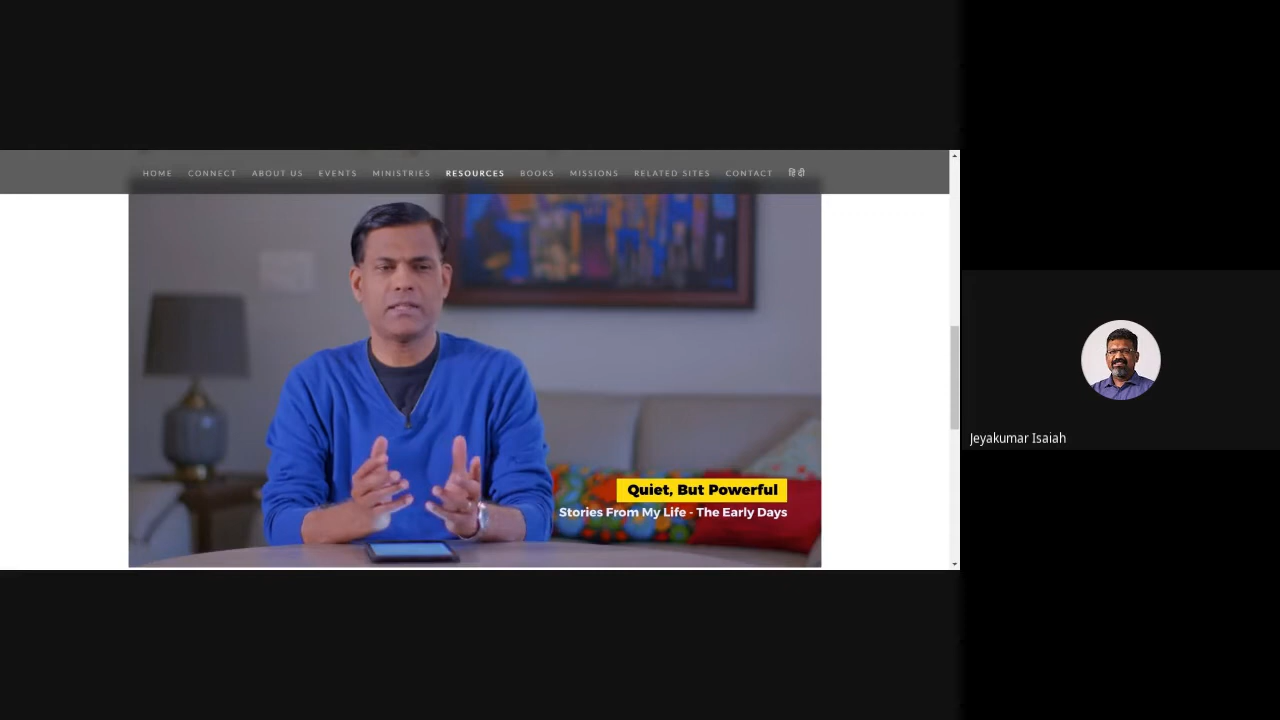 HOME CONNECT ABOUT US EVENTS MINISTRIES RESOURCES BOOKS MISSIONS RELATED SITES CONTACT हिंदी
Quiet, But Powerful
Stories From My Life - The Early Days
Jeyakumar Isaiah